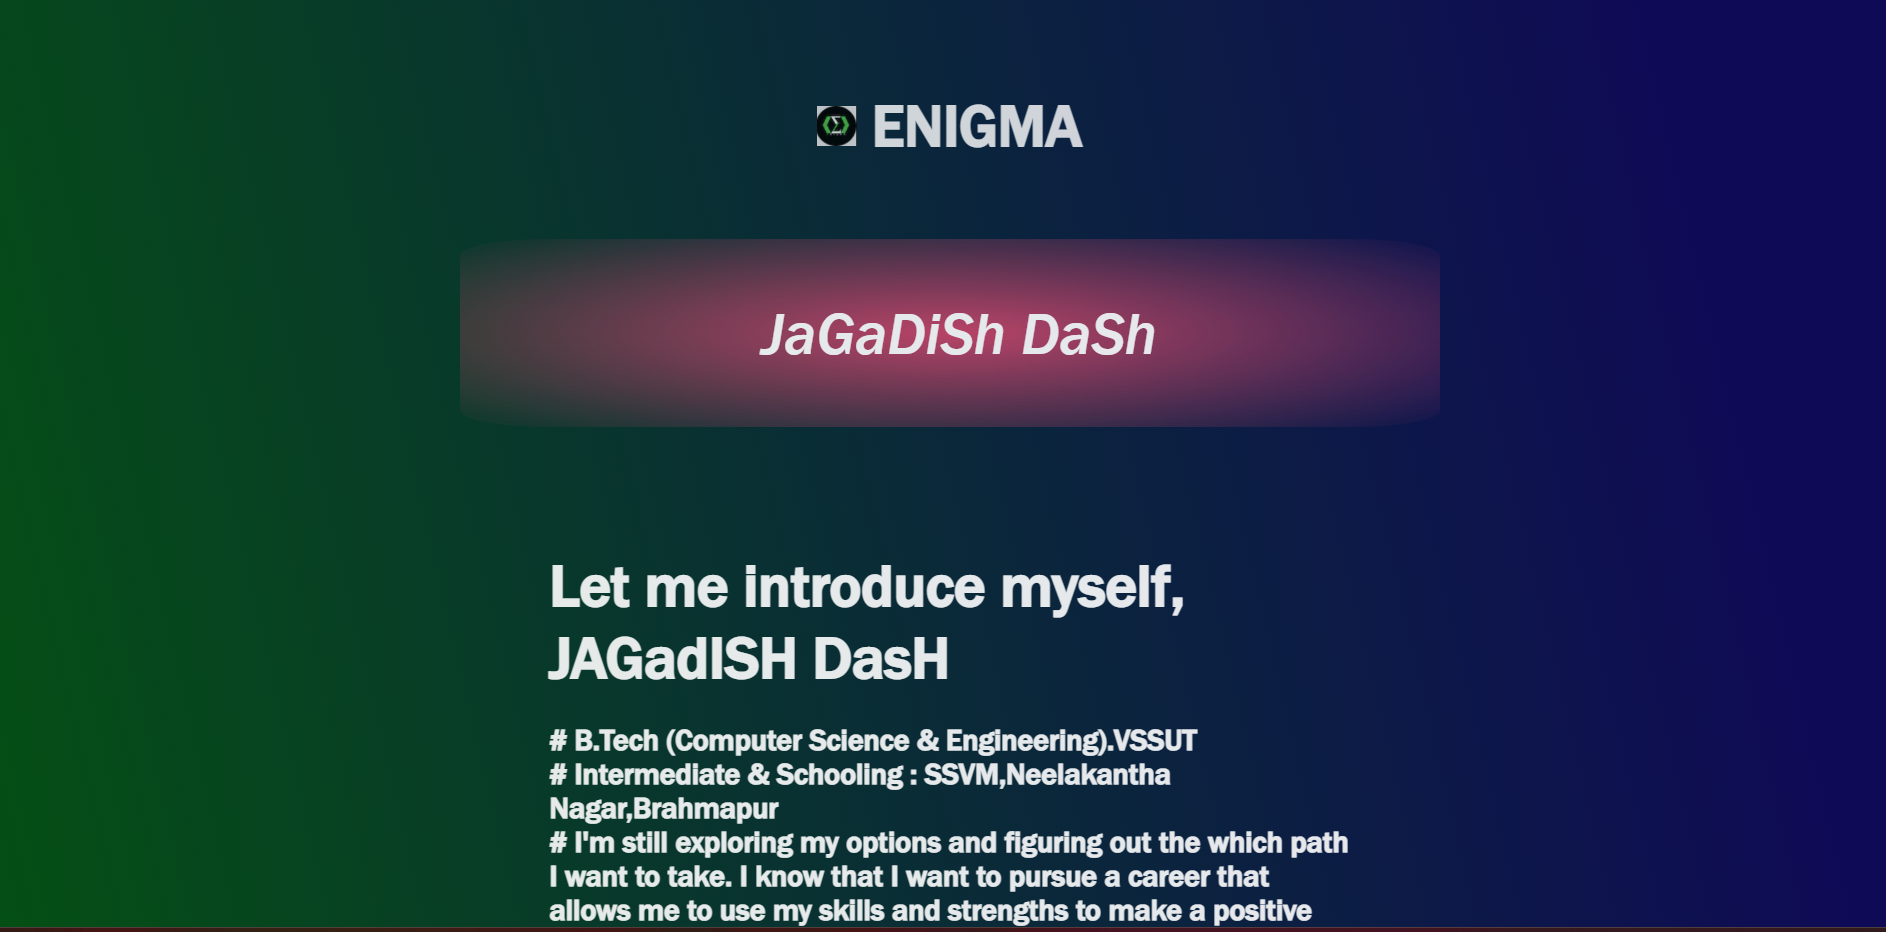 ENIGMA
JaGaDiSh DaSh
Let me introduce myself,
JAGadISH DasH
# B.Tech (Computer Science & Engineering).VSSUT
# Intermediate & Schooling : SSVM,Neelakantha
Nagar,Brahmapur
# I'm still exploring my options and figuring out the which path
I want to take. I know that I want to pursue a career that
allows me to use my skills and strengths to make a positive